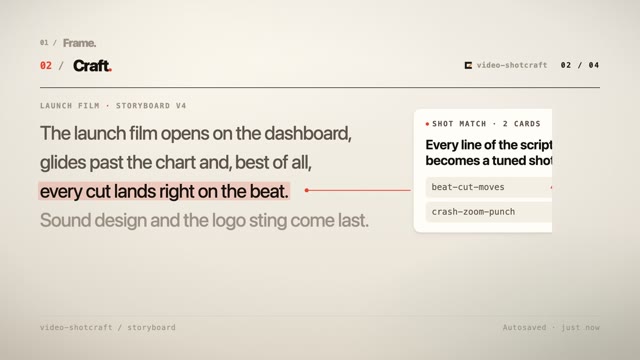 01 / Frame.
02 / Craft.
video-shotcraft 02 / 04
LAUNCH FILM · STORYBOARD V4
The launch film opens on the dashboard,
glides past the chart and, best of all,
every cut lands right on the beat.
Sound design and the logo sting come last.
SHOT MATCH · 2 CARDS
Every line of the script
becomes a tuned shot
beat-cut-moves
crash-zoom-punch
video-shotcraft / storyboard
Autosaved · just now